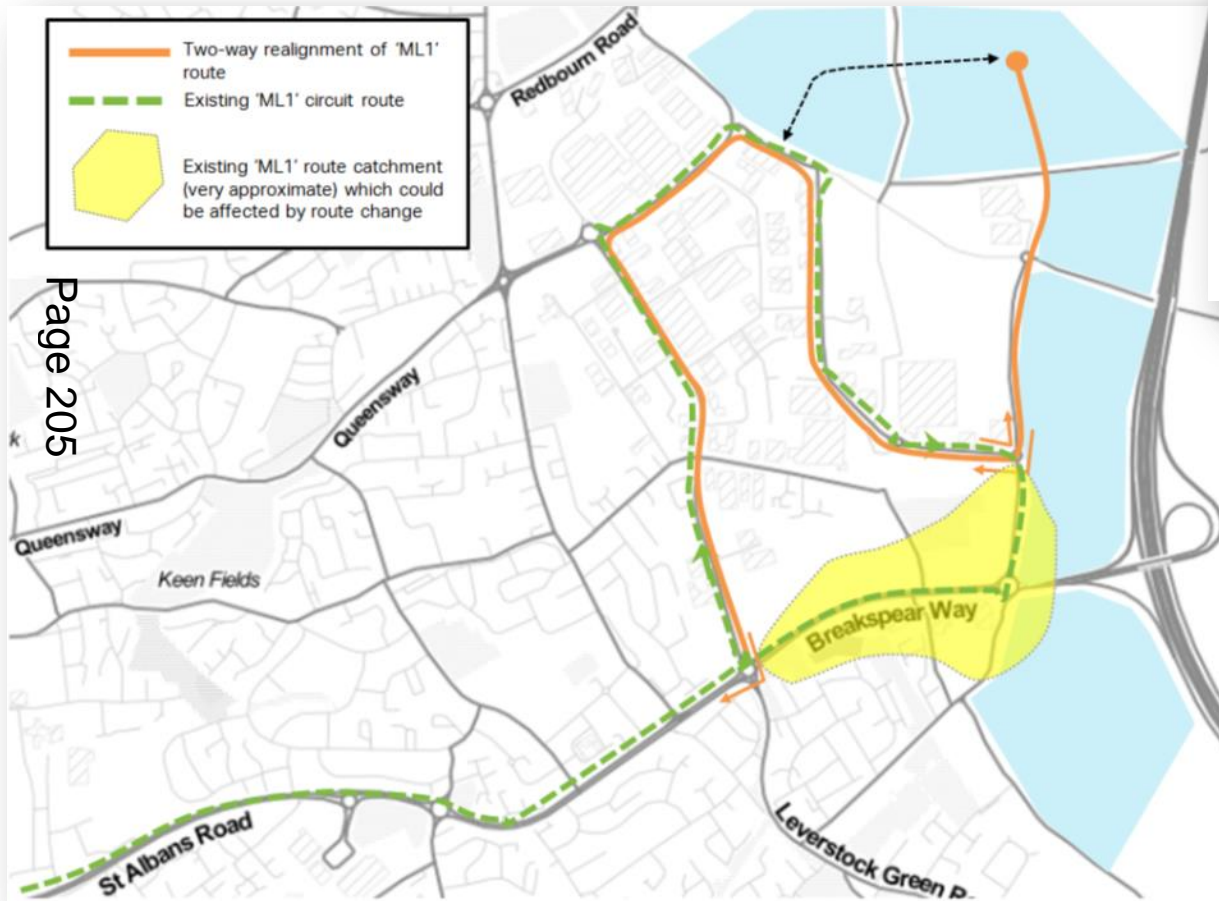 Two-way realignment of 'ML1'
route
Existing 'ML1' circuit route
Existing 'ML1' route catchment
(very approximate) which could
be affected by route change
Redbourn Road
Page 205
Queensway
Queensway
Keen Fields
Breakspear Way
St Albans Road
Leverstock Green